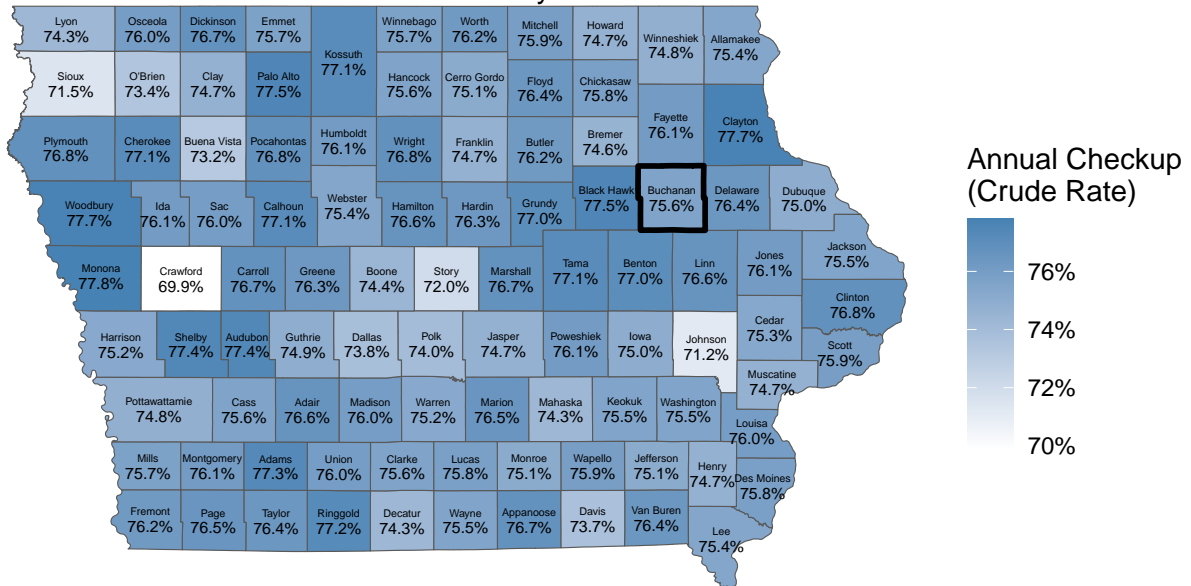 Lyon
74.3%
Osceola
76.0%
Dickinson
76.7%
Emmet
75.7%
Kossuth
77.1%
Winnebago
75.7%
Worth
76.2%
Mitchell
75.9%
Howard
74.7%
Winneshiek
74.8%
Allamakee
75.4%
Sioux
71.5%
O'Brien
73.4%
Clay
74.7%
Palo Alto
77.5%
Hancock
75.6%
Cerro Gordo
75.1%
Floyd
76.4%
Chickasaw
75.8%
Plymouth
76.8%
Cherokee
77.1%
Buena Vista
73.2%
Pocahontas
76.8%
Humboldt
76.1%
Wright
76.8%
Franklin
74.7%
Butler
76.2%
Bremer
74.6%
Fayette
76.1%
Clayton
77.7%
Woodbury
77.7%
Ida
76.1%
Sac
76.0%
Calhoun
77.1%
Webster
75.4%
Hamilton
76.6%
Hardin
76.3%
Grundy
77.0%
Black Hawk
77.5%
Buchanan
75.6%
Delaware
76.4%
Dubuque
75.0%
Monona
77.8%
Crawford
69.9%
Carroll
76.7%
Greene
76.3%
Boone
74.4%
Story
72.0%
Marshall
76.7%
Tama
77.1%
Benton
77.0%
Linn
76.6%
Jones
76.1%
Jackson
75.5%
Clinton
76.8%
Harrison
75.2%
Shelby
77.4%
Audubon
77.4%
Guthrie
74.9%
Dallas
73.8%
Polk
74.0%
Jasper
74.7%
Poweshiek
76.1%
Iowa
75.0%
Johnson
71.2%
Cedar
75.3%
Scott
75.9%
Muscatine
74.7%
Pottawattamie
74.8%
Cass
75.6%
Adair
76.6%
Madison
76.0%
Warren
75.2%
Marion
76.5%
Mahaska
74.3%
Keokuk
75.5%
Washington
75.5%
Louisa
76.0%
Mills
75.7%
Montgomery
76.1%
Adams
77.3%
Union
76.0%
Clarke
75.6%
Lucas
75.8%
Monroe
75.1%
Wapello
75.9%
Jefferson
75.1%
Henry
74.7%
Des Moines
75.8%
Fremont
76.2%
Page
76.5%
Taylor
76.4%
Ringgold
77.2%
Decatur
74.3%
Wayne
75.5%
Appanoose
76.7%
Davis
73.7%
Van Buren
76.4%
Lee
75.4%
Annual Checkup
(Crude Rate)
76%
74%
72%
70%